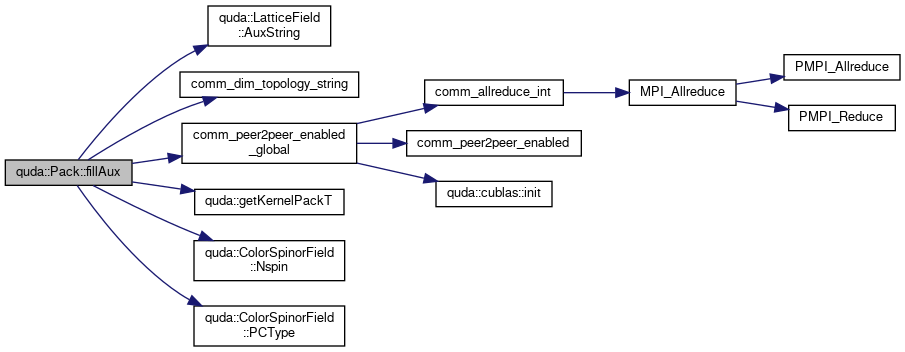 quda::Pack::fillAux
quda::LatticeField
::AuxString
comm_dim_topology_string
comm_peer2peer_enabled
_global
quda::getKernelPackT
quda::ColorSpinorField
::Nspin
quda::ColorSpinorField
::PCType
comm_allreduce_int
comm_peer2peer_enabled
quda::cublas::init
MPI_Allreduce
PMPI_Allreduce
PMPI_Reduce